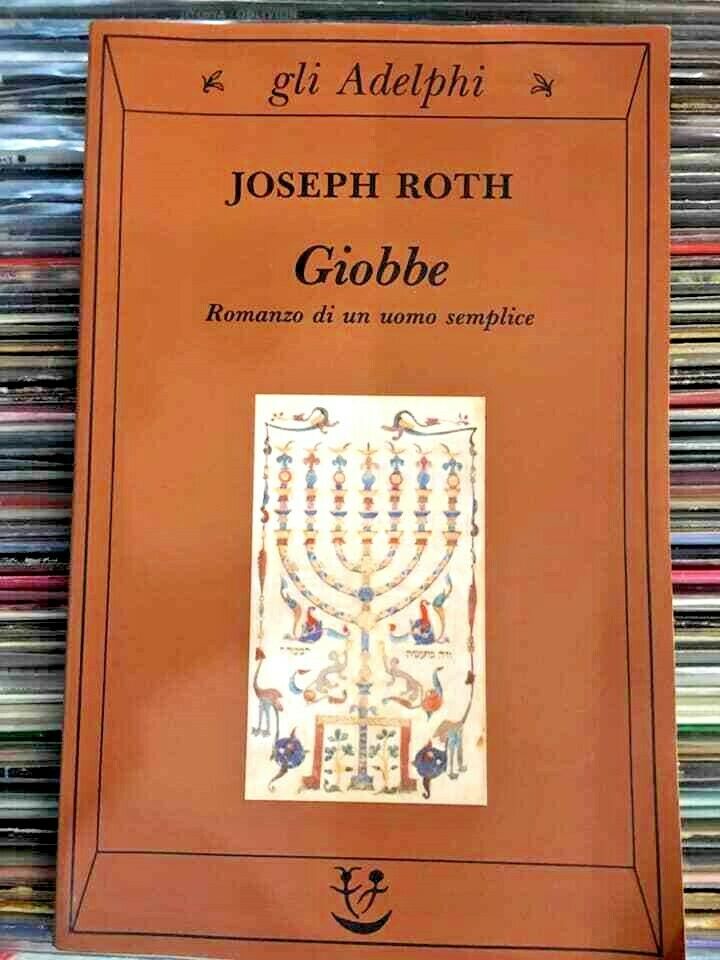 gli Adelphi
JOSEPH ROTH
Giobbe
Romanzo di un uomo semplice